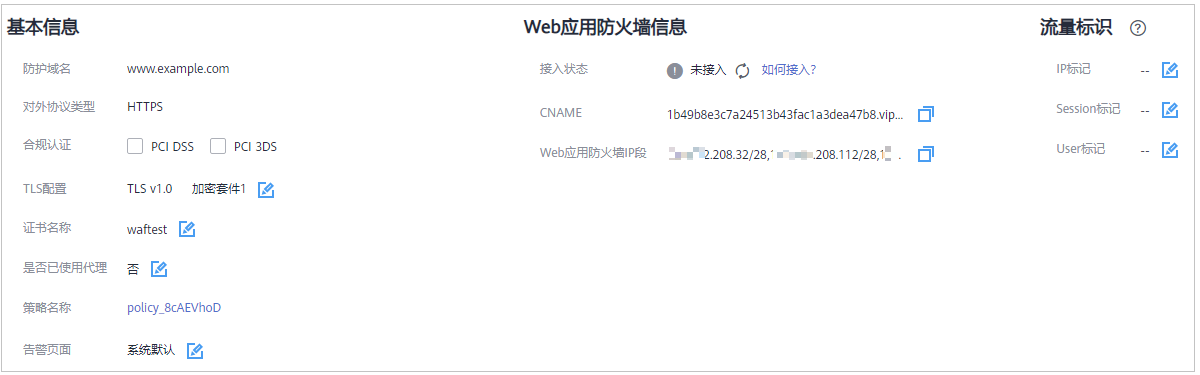 基本信息
防护域名 www.example.com
对外协议类型 HTTPS
合规认证 PCI DSS PCI 3DS
TLS配置 TLS v1.0 加密套件1
证书名称 waftest
是否已使用代理 否
策略名称 policy_8cAEVhoD
告警页面 系统默认
Web应用防火墙信息
接入状态 未接入 如何接入?
CNAME 1b49b8e3c7a24513b43fac1a3dea47b8.vip...
Web应用防火墙IP段 2.208.32/28, .208.112/28,
流量标识
IP标记 --
Session标记 --
User标记 --